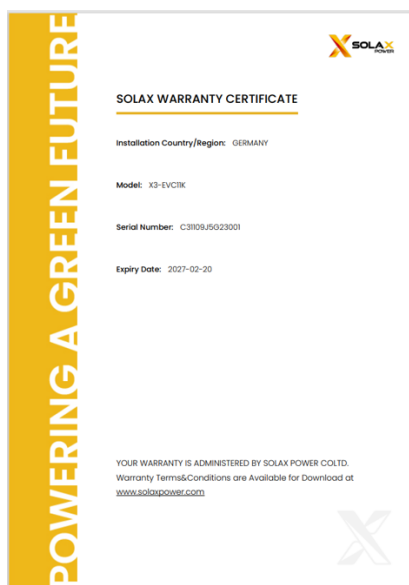 POWERING A GREEN FUTURE
SOLAX
POWER
SOLAX WARRANTY CERTIFICATE
Installation Country/Region: GERMANY
Model: X3-EVC11K
Serial Number: C31109J5G23001
Expiry Date: 2027-02-20
YOUR WARRANTY IS ADMINISTERED BY SOLAX POWER COLTD.
Warranty Terms&Conditions are Available for Download at
www.solaxpower.com